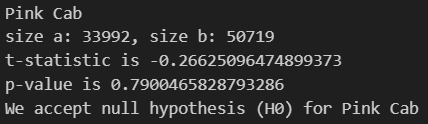 Pink Cab
size a: 33992, size b: 50719
t-statistic is -0.26625096474899373
p-value is 0.7900465828793286
We accept null hypothesis (H0) for Pink Cab